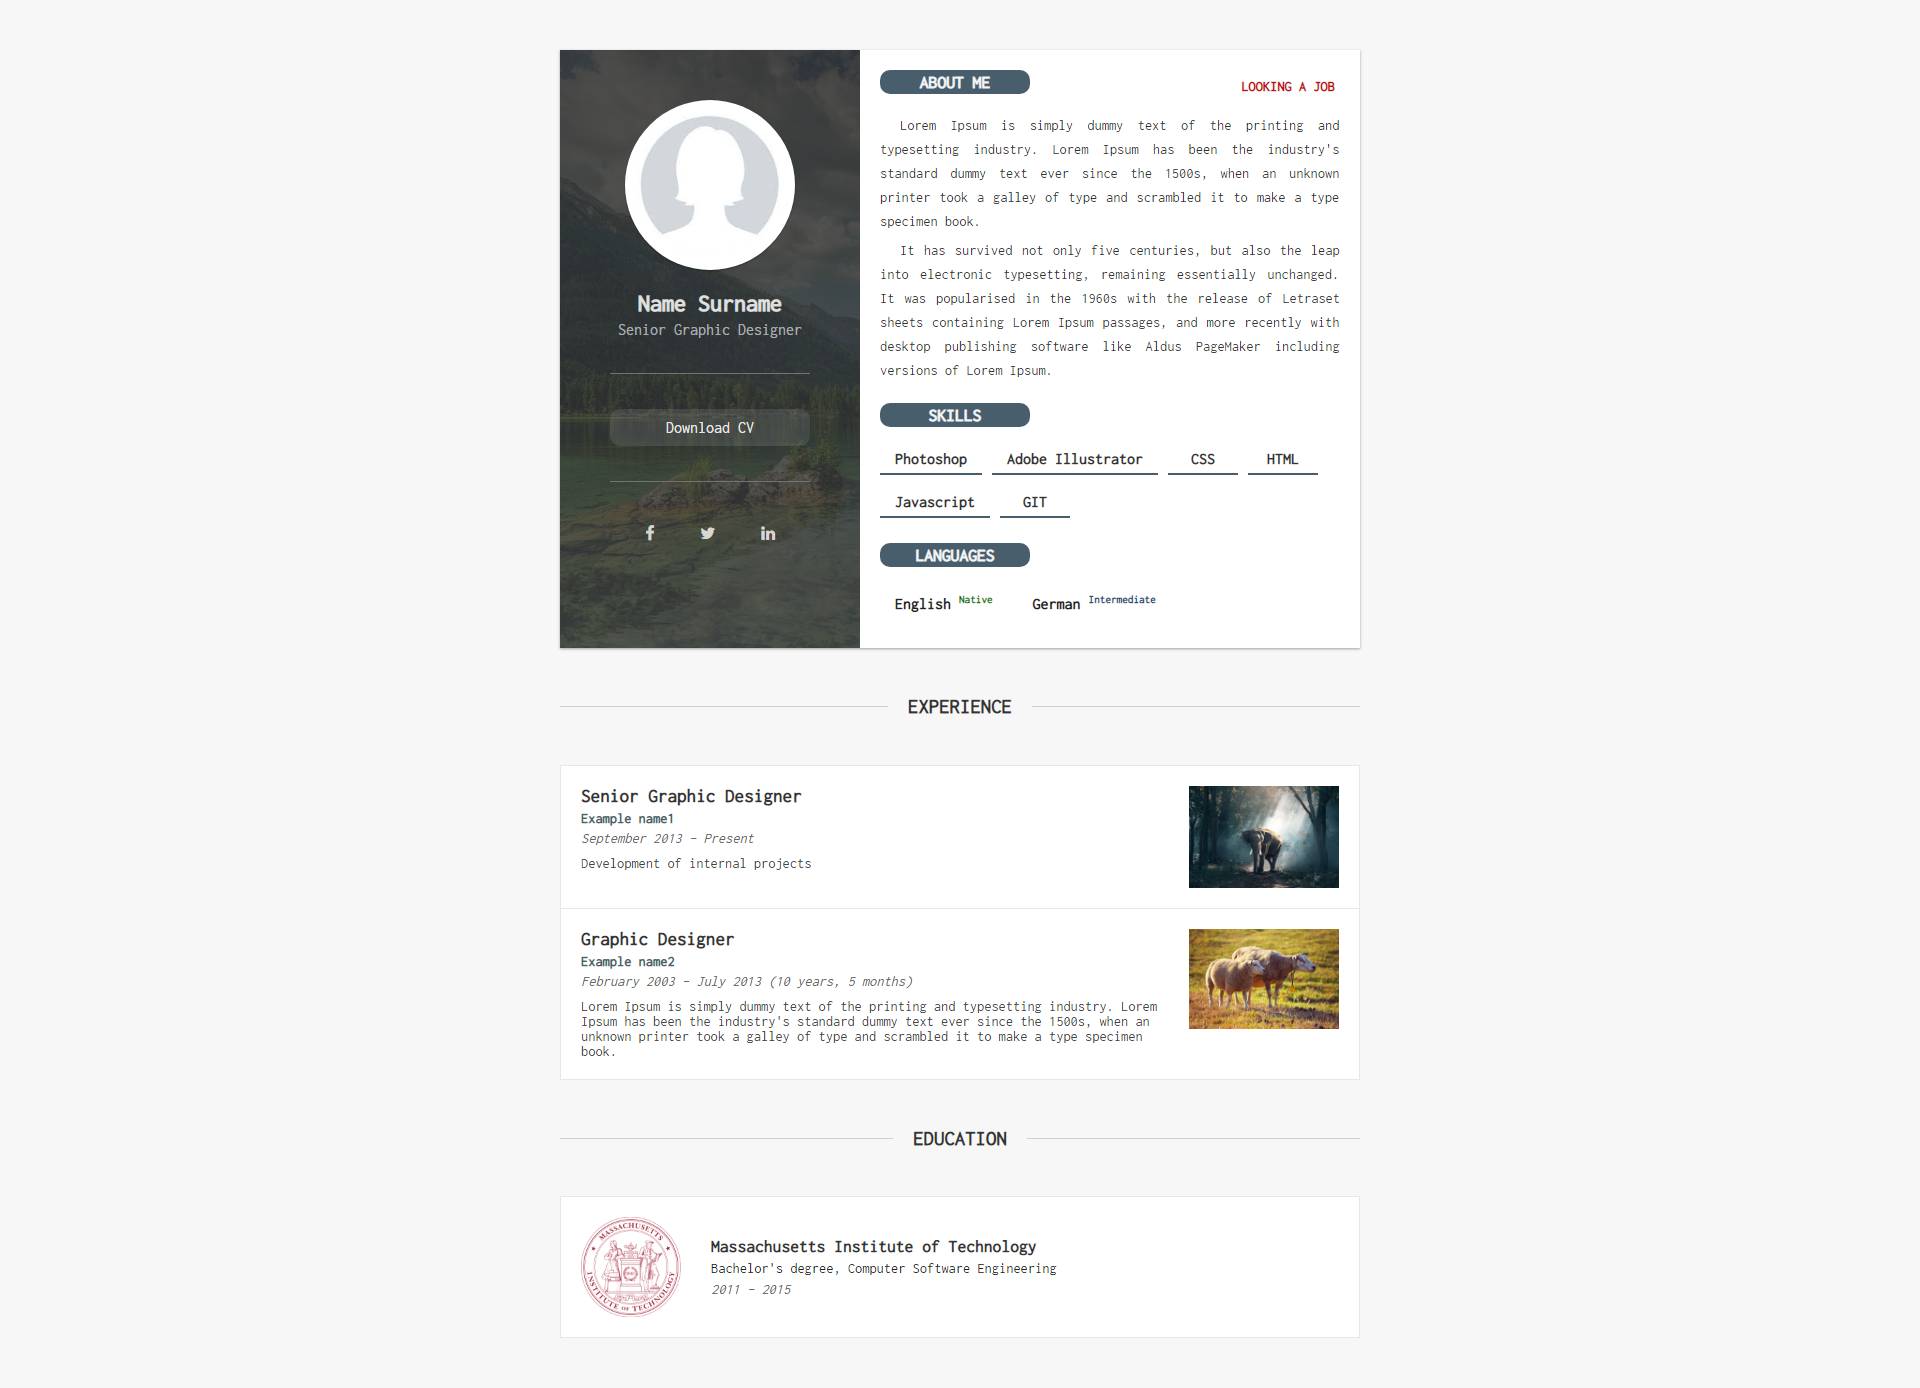 Name Surname
Senior Graphic Designer
Download CV
ABOUT ME
LOOKING A JOB
Lorem Ipsum is simply dummy text of the printing and
typesetting industry. Lorem Ipsum has been the industry's
standard dummy text ever since the 1500s, when an unknown
printer took a galley of type and scrambled it to make a type
specimen book.
It has survived not only five centuries, but also the leap
into electronic typesetting, remaining essentially unchanged.
It was popularised in the 1960s with the release of Letraset
sheets containing Lorem Ipsum passages, and more recently with
desktop publishing software like Aldus PageMaker including
versions of Lorem Ipsum.
SKILLS
Photoshop Adobe Illustrator CSS HTML
Javascript GIT
LANGUAGES
English Native German Intermediate
EXPERIENCE
Senior Graphic Designer
Example name1
September 2013 - Present
Development of internal projects
Graphic Designer
Example name2
February 2003 - July 2013 (10 years, 5 months)
Lorem Ipsum is simply dummy text of the printing and typesetting industry. Lorem
Ipsum has been the industry's standard dummy text ever since the 1500s, when an
unknown printer took a galley of type and scrambled it to make a type specimen
book.
EDUCATION
MASSACHUSETTS
INSTITUTE OF TECHNOLOGY
Massachusetts Institute of Technology
Bachelor's degree, Computer Software Engineering
2011 - 2015